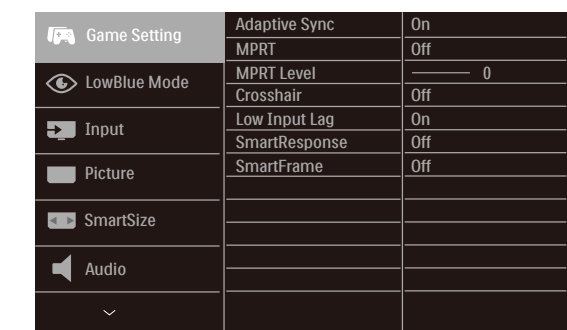 Game Setting
LowBlue Mode
Input
Picture
SmartSize
Audio
Adaptive Sync On
MPRT Off
MPRT Level 0
Crosshair Off
Low Input Lag On
SmartResponse Off
SmartFrame Off